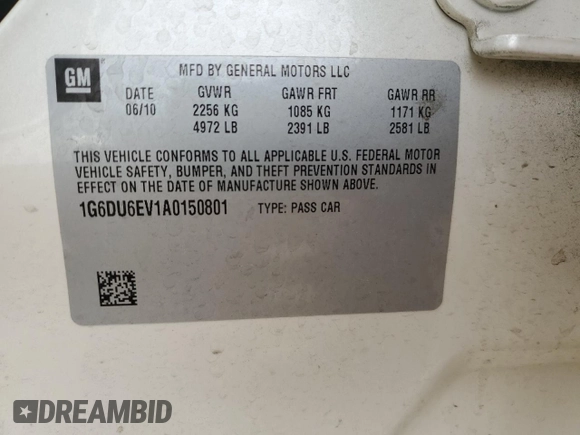 GM
MFD BY GENERAL MOTORS LLC
DATE GVWR GAWR FRT GAWR RR
06/10 2256 KG 1085 KG 1171 KG
4972 LB 2391 LB 2581 LB
THIS VEHICLE CONFORMS TO ALL APPLICABLE U.S. FEDERAL MOTOR
VEHICLE SAFETY, BUMPER, AND THEFT PREVENTION STANDARDS IN
EFFECT ON THE DATE OF MANUFACTURE SHOWN ABOVE.
1G6DU6EV1A0150801 TYPE: PASS CAR
DREAMBID